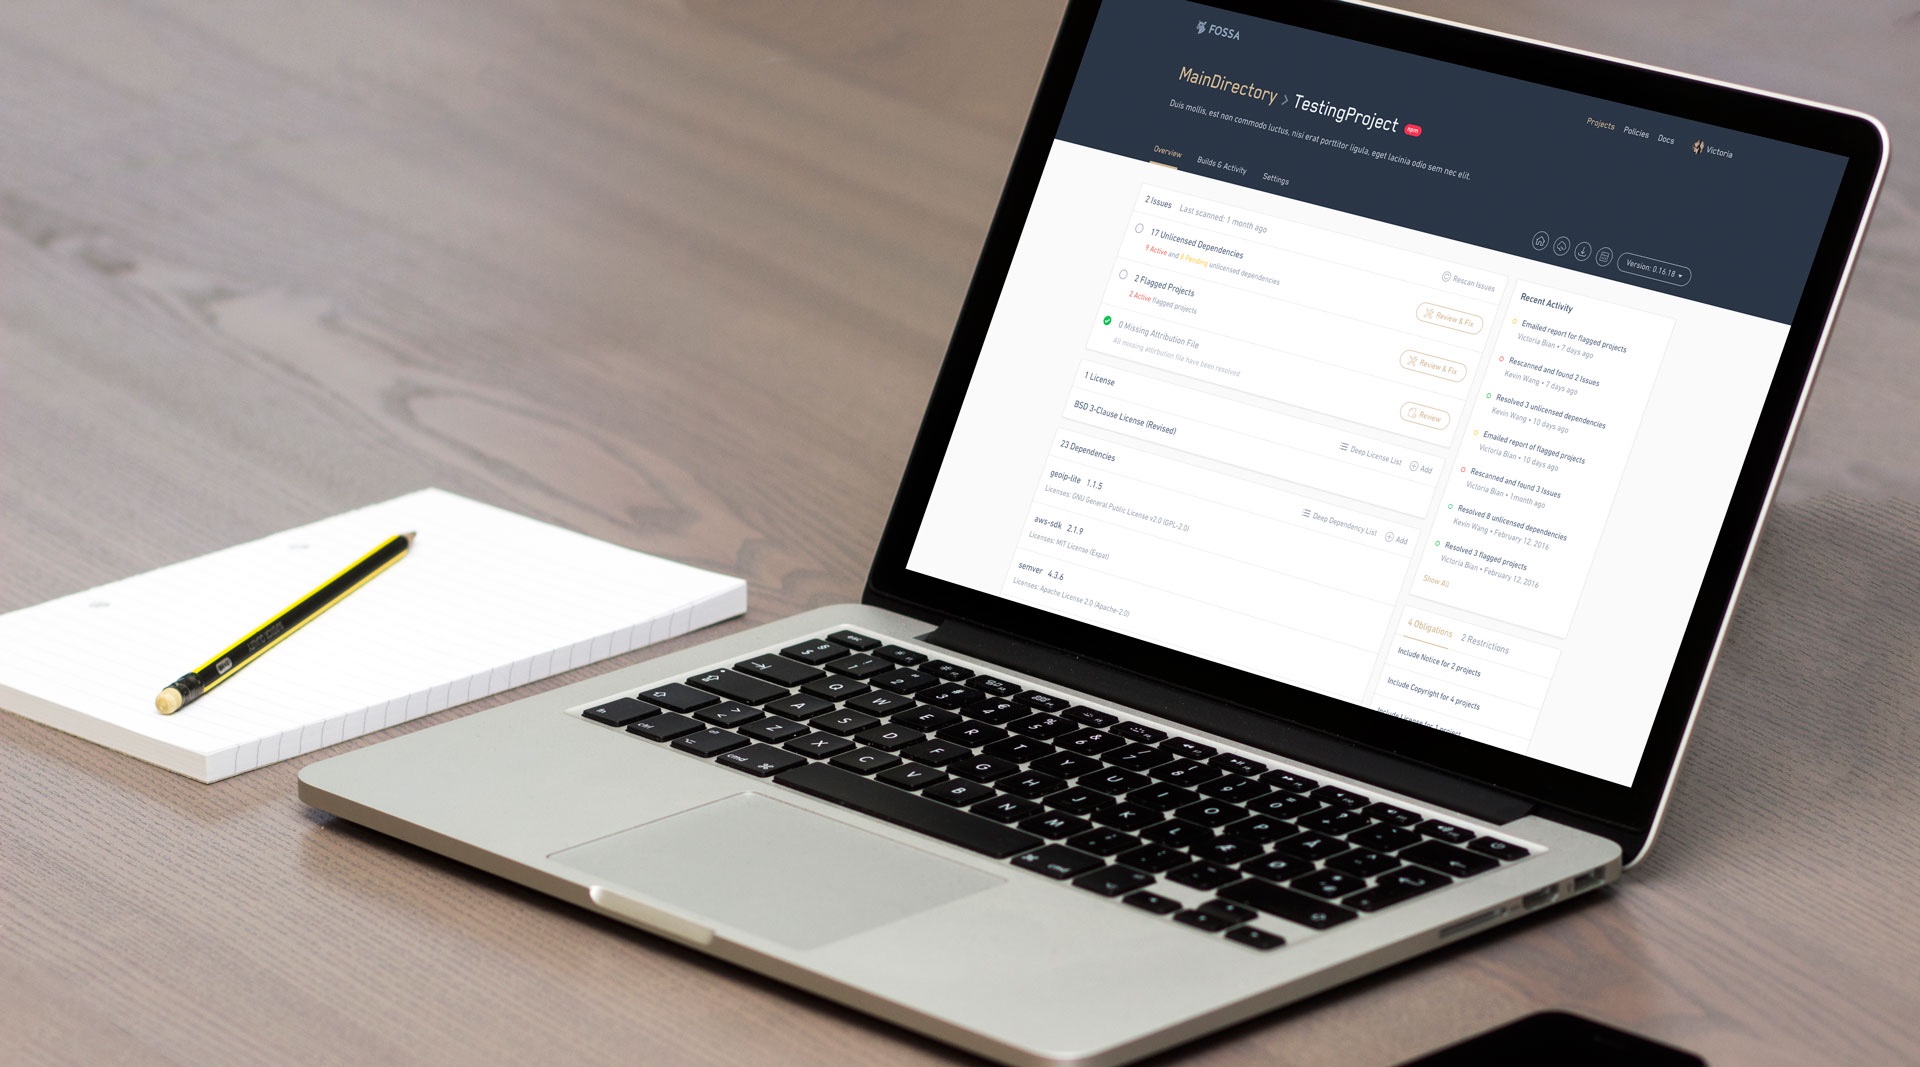 FOSSA
MainDirectory > TestingProject npm
Duis mollis, est non commodo luctus, nisi erat porttitor ligula, eget lacinia odio sem nec elit.
Projects Policies Docs Victoria
Overview Builds & Activity Settings
Version: 0.16.18
2 Issues Last scanned: 1 month ago
Rescan Issues
17 Unlicensed Dependencies
9 Active and 8 Pending unlicensed dependencies
Review & Fix
2 Flagged Projects
2 Active flagged projects
Review & Fix
0 Missing Attribution File
All missing attirbution file have been resolved
Review
1 License
Deep License List Add
BSD 3-Clause License (Revised)
23 Dependencies
Deep Dependency List Add
geoip-lite 1.1.5
Licenses: GNU General Public License v2.0 (GPL-2.0)
aws-sdk 2.1.9
Licenses: MIT License (Expat)
semver 4.3.6
Licenses: Apache License 2.0 (Apache-2.0)
Recent Activity
Emailed report for flagged projects
Victoria Bian • 7 days ago
Rescanned and found 2 Issues
Kevin Wang • 7 days ago
Resolved 3 unlicensed dependencies
Kevin Wang • 10 days ago
Emailed report of flagged projects
Victoria Bian • 10 days ago
Rescanned and found 3 Issues
Victoria Bian • 1 month ago
Resolved 8 unlicensed dependencies
Kevin Wang • February 12, 2016
Resolved 3 flagged projects
Victoria Bian • February 12, 2016
Show All
4 Obligations 2 Restrictions
Include Notice for 2 projects
Include Copyright for 4 projects
Include License for 1 project
esc
Q W E R T Y U I O P Å
A S D F G H J K L Æ Ø
Z X C V B N M
fn ctrl cmd cmd